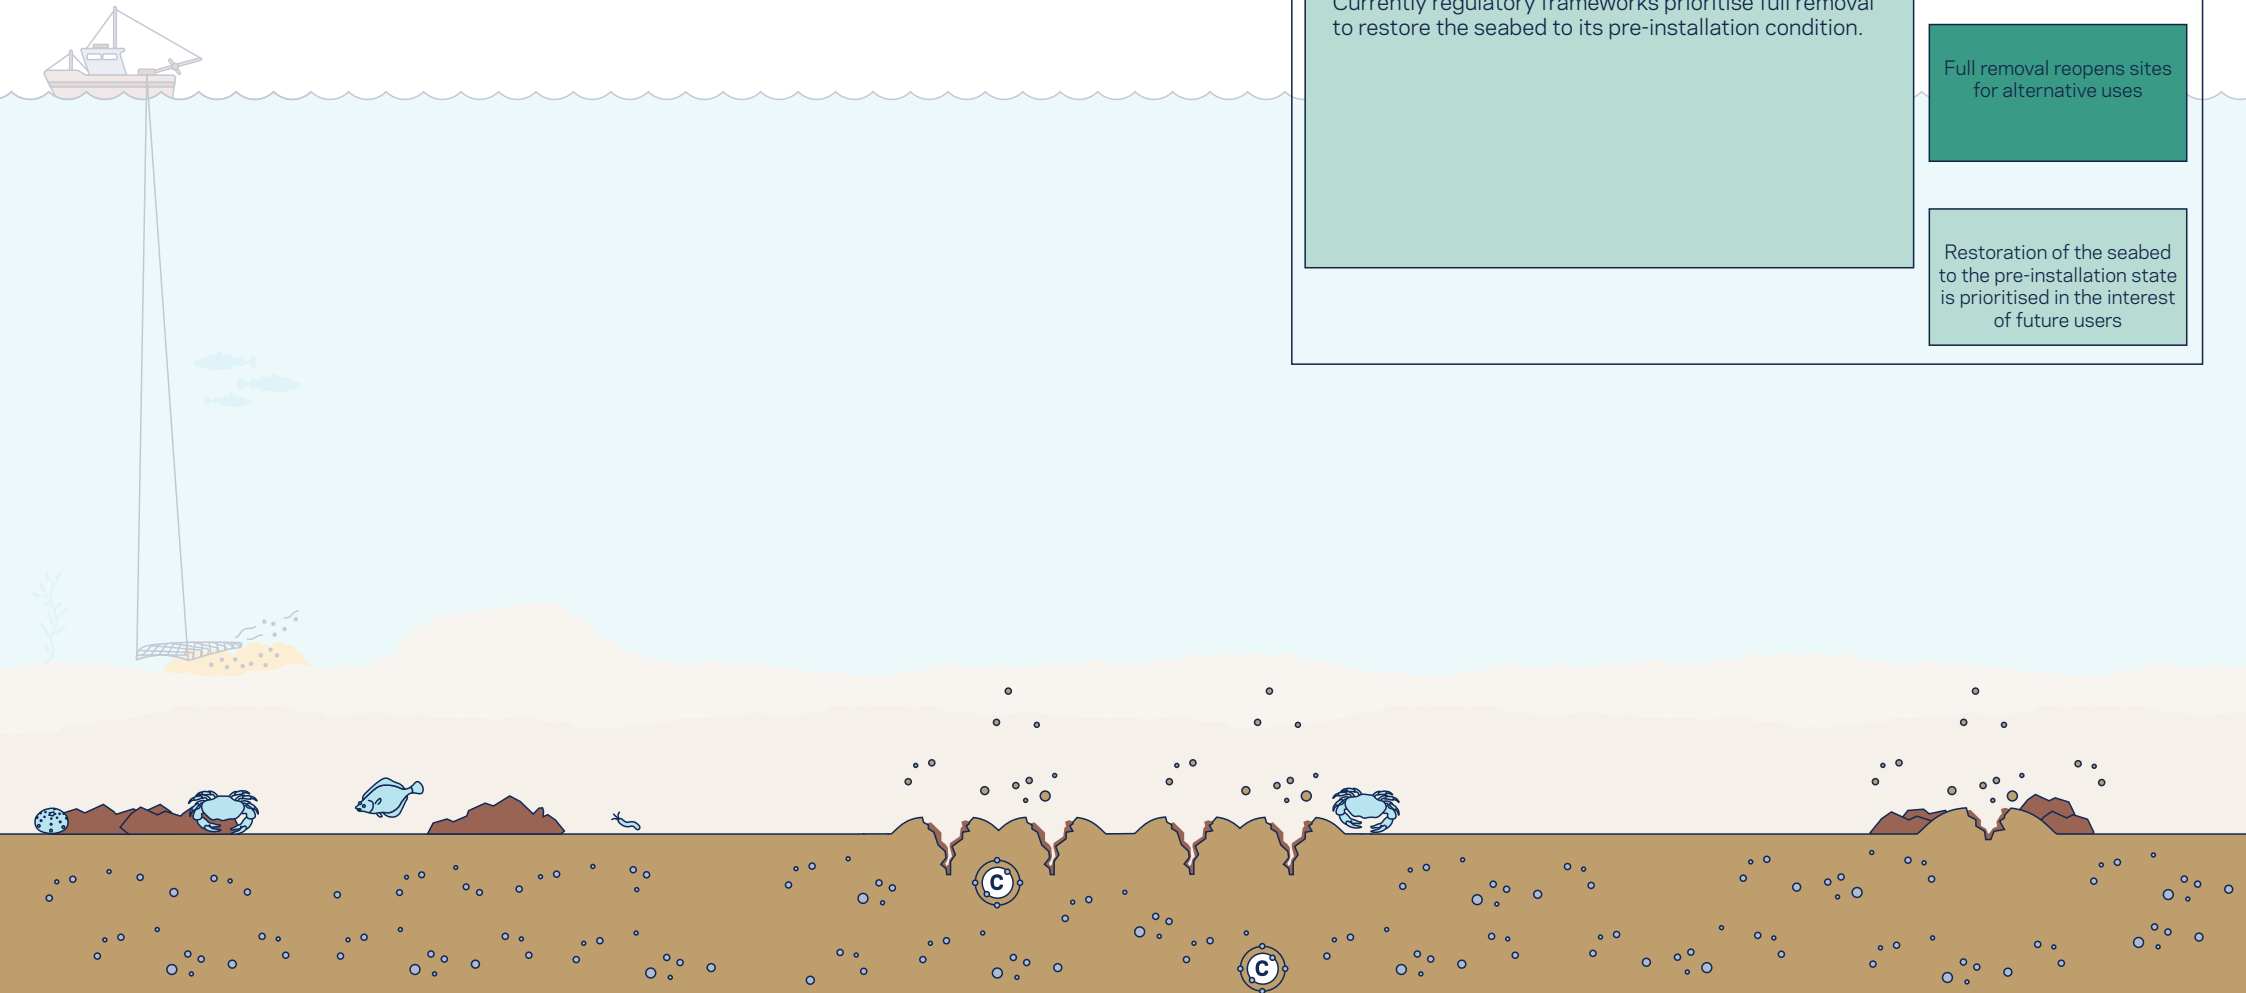 Currently regulatory frameworks prioritise full removal
to restore the seabed to its pre-installation condition.
Full removal reopens sites
for alternative uses
Restoration of the seabed
to the pre-installation state
is prioritised in the interest
of future users
C
C